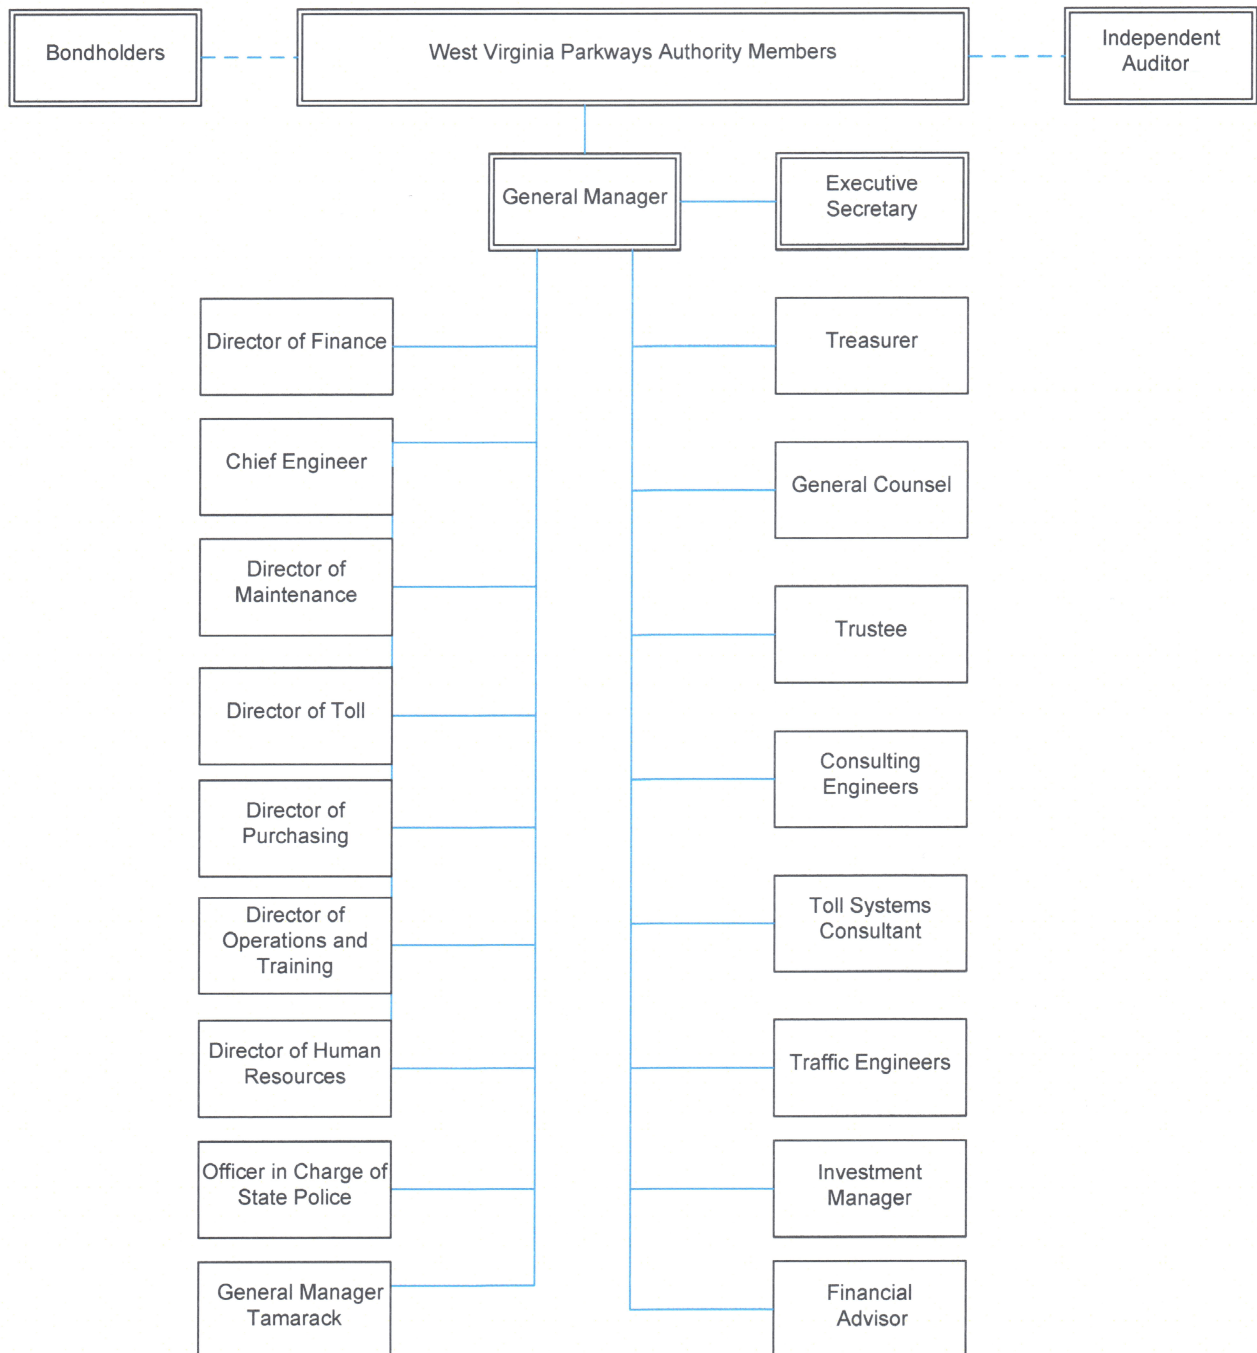 Bondholders
West Virginia Parkways Authority Members
Independent
Auditor
General Manager
Executive
Secretary
Director of Finance
Treasurer
Chief Engineer
General Counsel
Director of
Maintenance
Trustee
Director of Toll
Consulting
Engineers
Director of
Purchasing
Toll Systems
Consultant
Director of
Operations and
Training
Traffic Engineers
Director of Human
Resources
Investment
Manager
Officer in Charge of
State Police
Financial
Advisor
General Manager
Tamarack